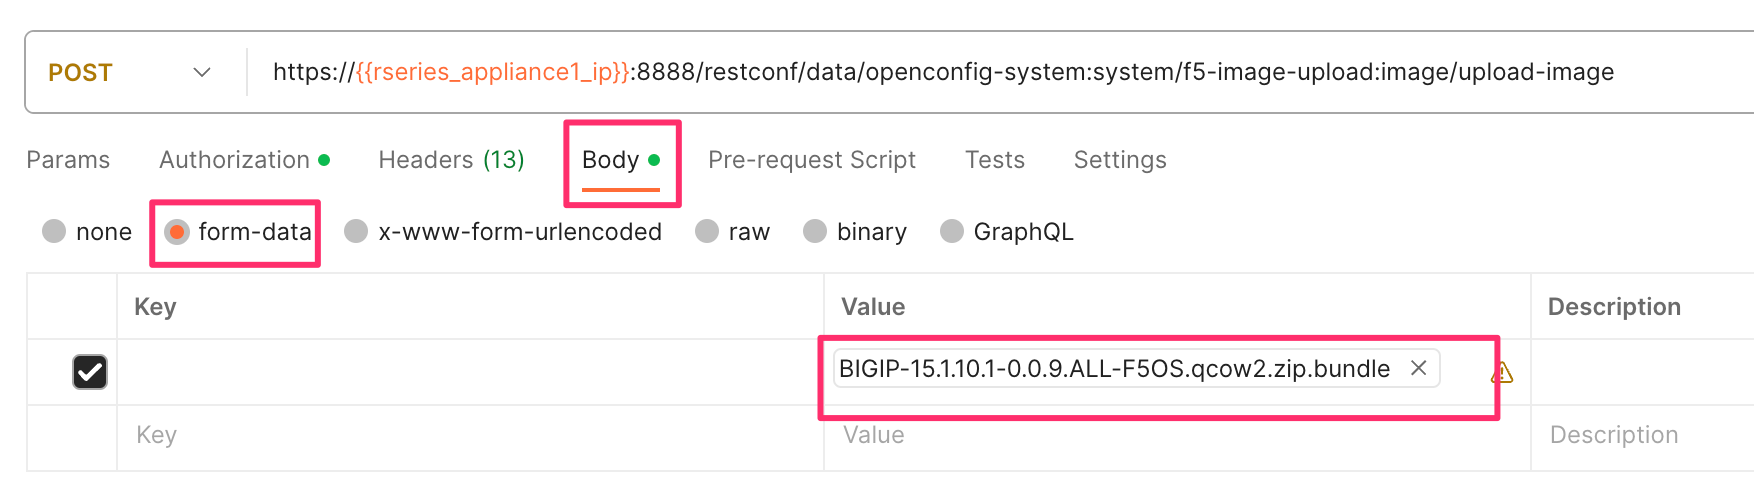 POST https://{{rseries_appliance1_ip}}:8888/restconf/data/openconfig-system:system/f5-image-upload:image/upload-image
Params Authorization Headers (13) Body Pre-request Script Tests Settings
none form-data x-www-form-urlencoded raw binary GraphQL
Key Value Description
BIGIP-15.1.10.1-0.0.9.ALL-F5OS.qcow2.zip.bundle
Key Value Description